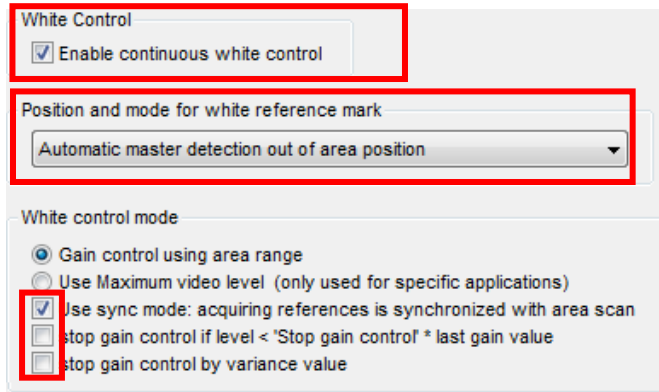 White Control
Enable continuous white control
Position and mode for white reference mark
Automatic master detection out of area position
White control mode
Gain control using area range
Use Maximum video level (only used for specific applications)
Use sync mode: acquiring references is synchronized with area scan
stop gain control if level < 'Stop gain control' * last gain value
stop gain control by variance value